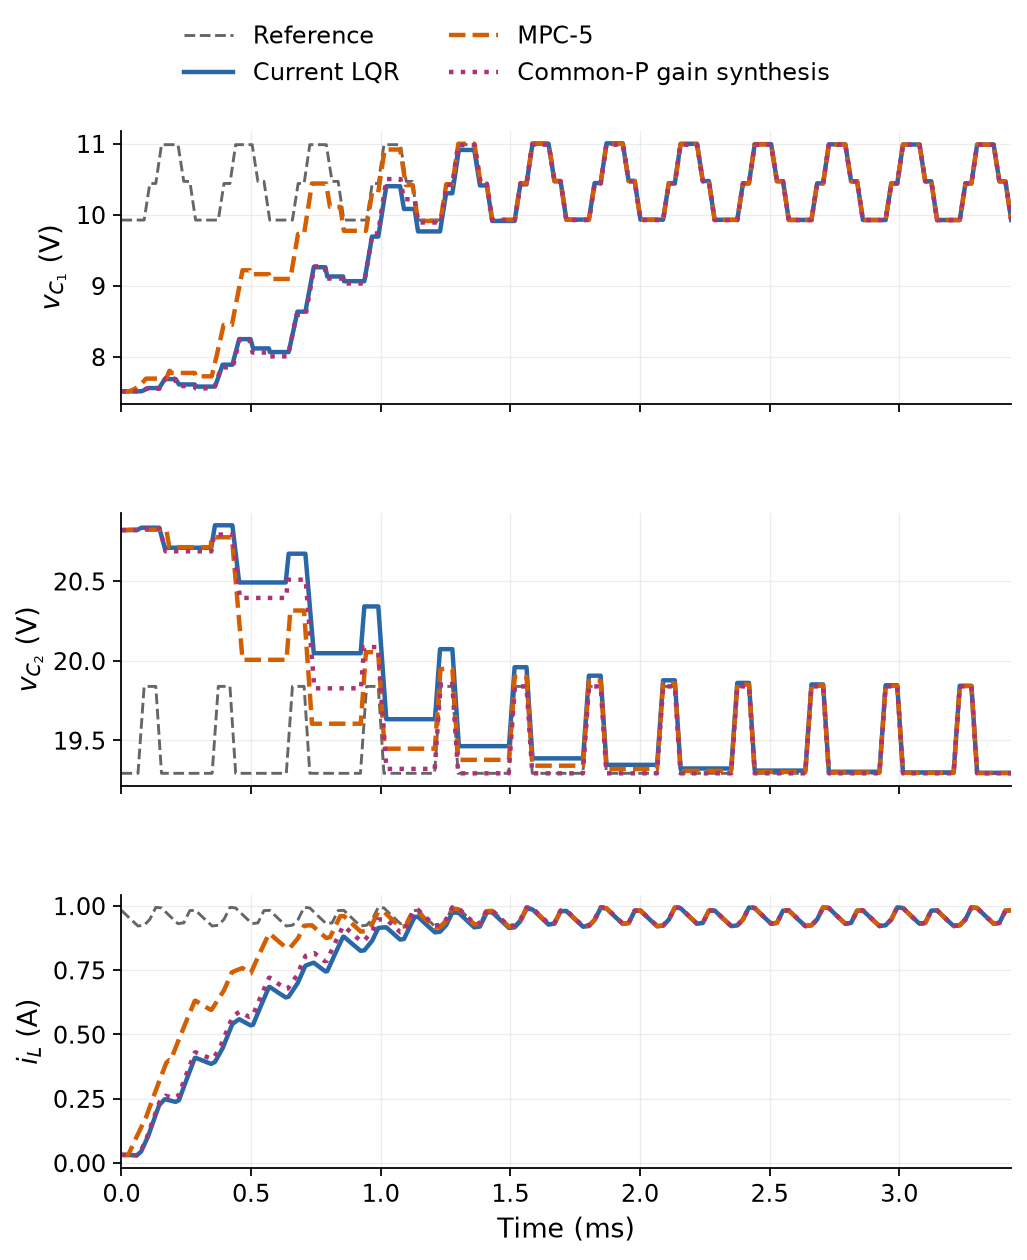 Reference
MPC-5
Current LQR
Common-P gain synthesis
11
10
9
8
v_{C_1} (V)
20.5
20.0
19.5
v_{C_2} (V)
1.00
0.75
0.50
0.25
0.00
i_L (A)
0.0 0.5 1.0 1.5 2.0 2.5 3.0
Time (ms)